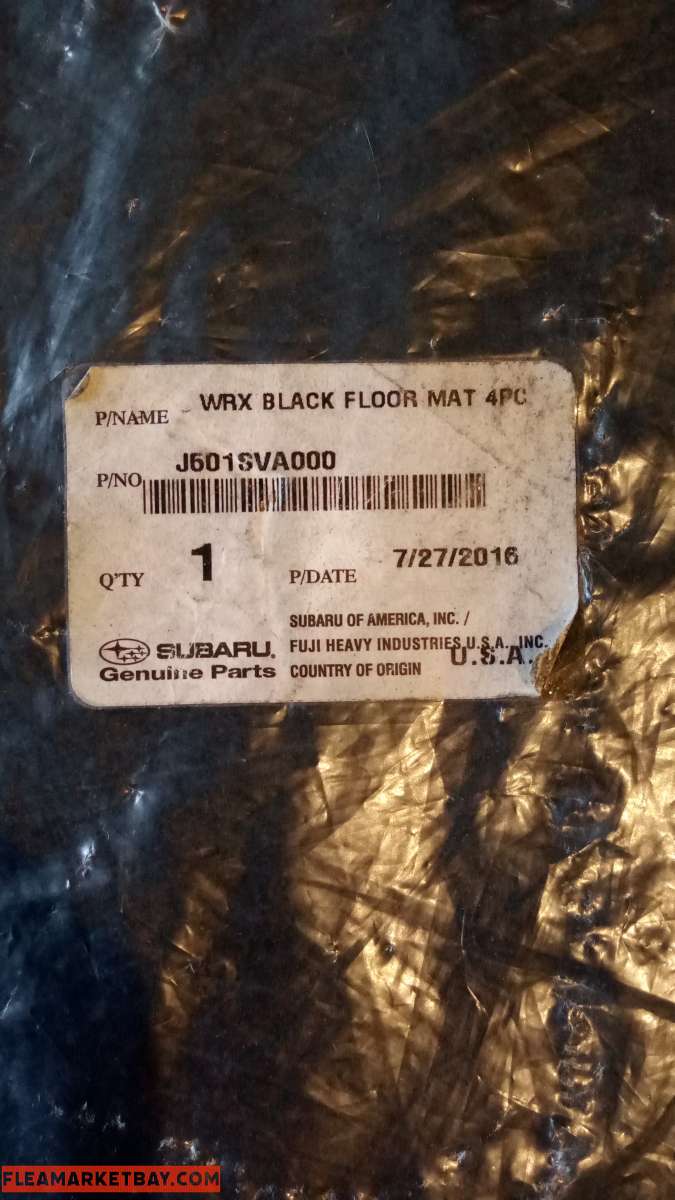 P/NAME WRX BLACK FLOOR MAT 4PC
P/NO J501SVA000
Q'TY 1 P/DATE 7/27/2016
SUBARU OF AMERICA, INC. /
SUBARU. FUJI HEAVY INDUSTRIES U.S.A., INC.
Genuine Parts COUNTRY OF ORIGIN U.S.A.
FLEAMARKETBAY.COM